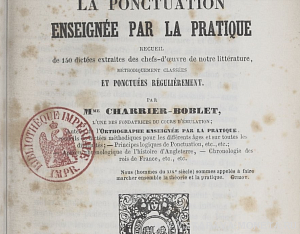 LA PONCTUATION
ENSEIGNÉE PAR LA PRATIQUE
RECUEIL
de 150 dictées extraites des chefs-d'œuvre de notre littérature,
MÉTHODIQUEMENT CLASSÉES
ET PONCTUÉES RÉGULIÈREMENT.
PAR
Mme CHARRIER-BOBLET,
L'UNE DES FONDATRICES DU COURS D'ÉDUCATION;
l'ORTHOGRAPHE ENSEIGNÉE PAR LA PRATIQUE
méthodiques pour les différents âges et sur toutes les
Principes logiques de Ponctuation, etc., etc.;
de l'histoire d'Angleterre, — Chronologie des
rois de France, etc., etc.
Nous (hommes du XIXe siècle) sommes appelés à faire
marcher ensemble la théorie et la pratique.
BIBLIOTHÈQUE IMPÉRIALE
IMPR.